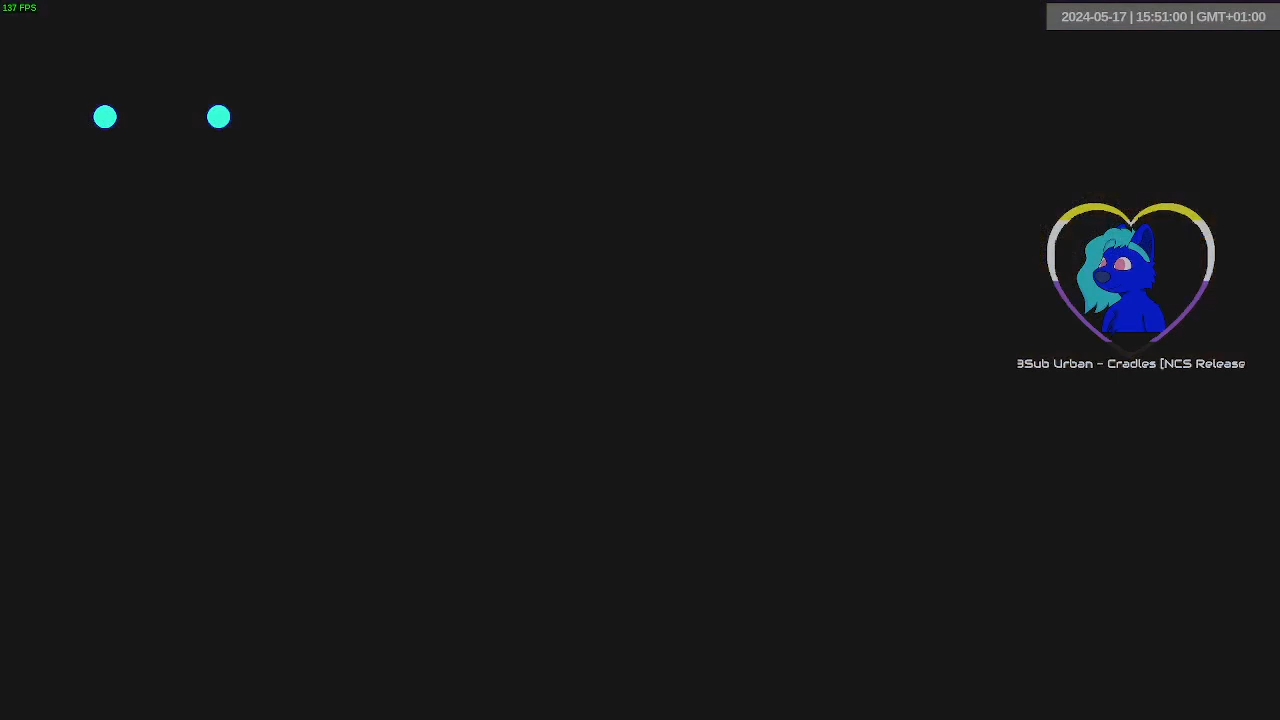 137 FPS
2024-05-17 | 15:51:00 | GMT+01:00
3Sub Urban - Cradles [NCS Release